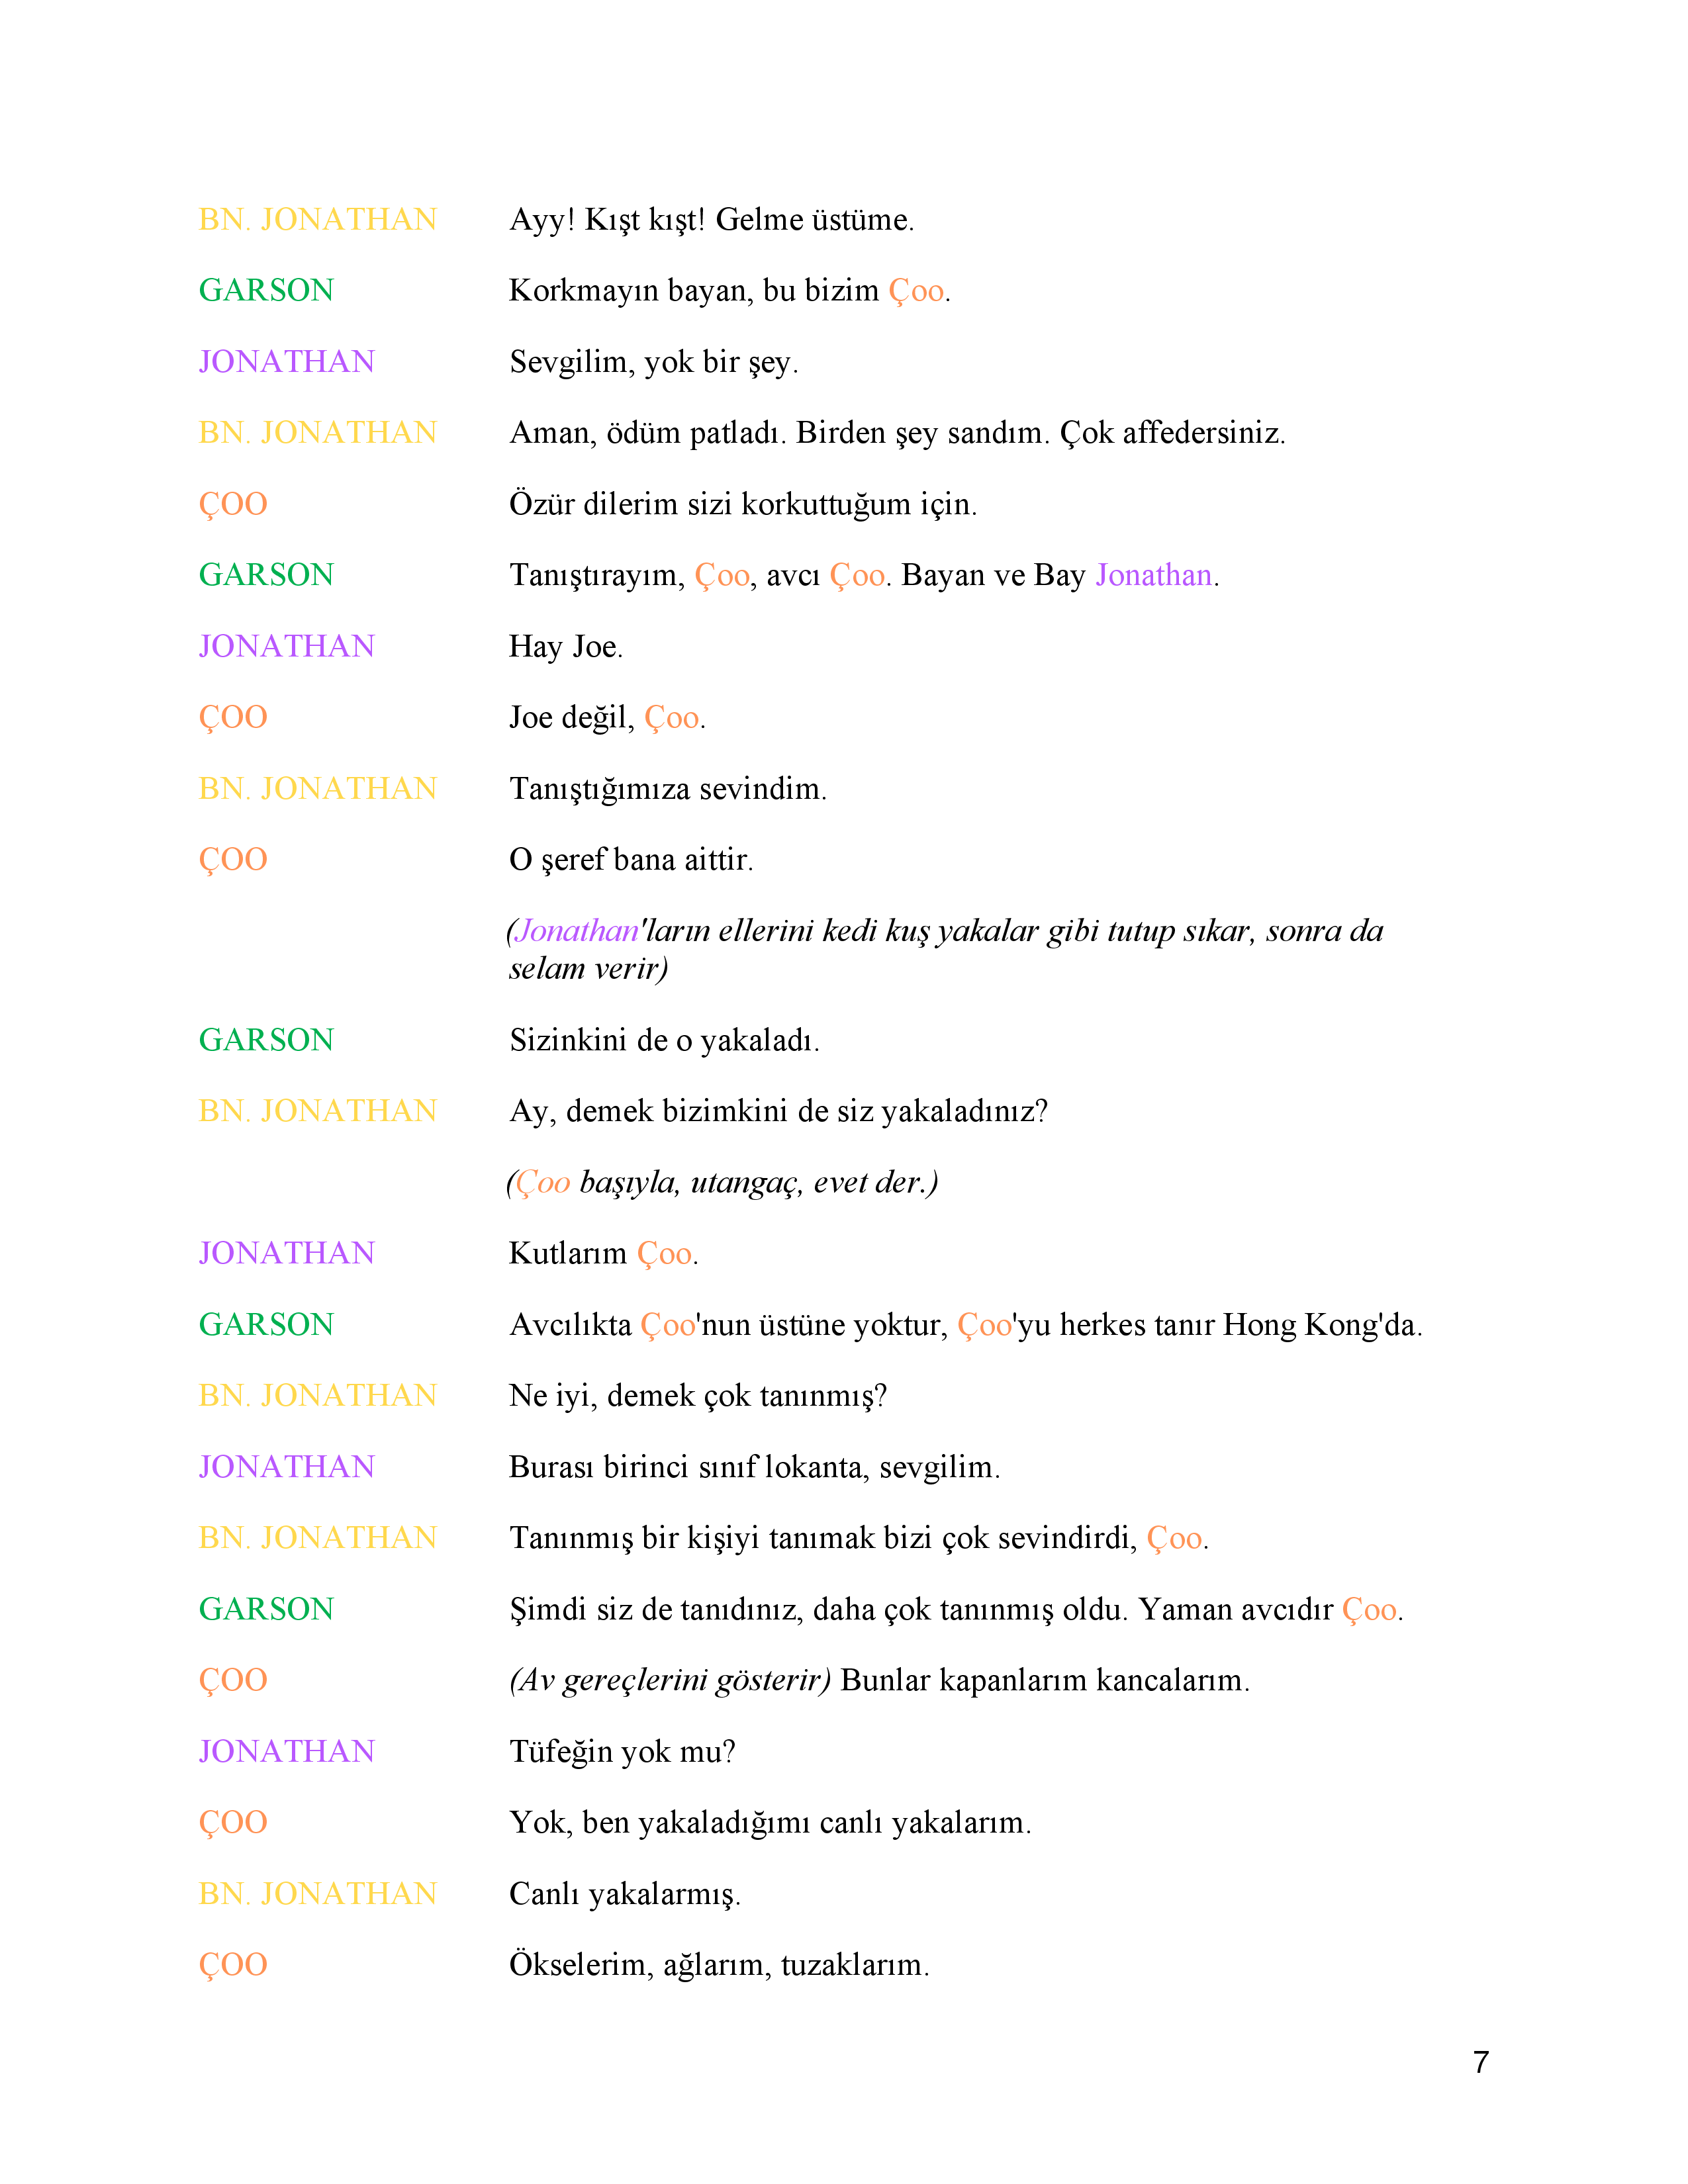 BN. JONATHAN Ayy! Kışt kışt! Gelme üstüme.
GARSON Korkmayın bayan, bu bizim Çoo.
JONATHAN Sevgilim, yok bir şey.
BN. JONATHAN Aman, ödüm patladı. Birden şey sandım. Çok affedersiniz.
ÇOO Özür dilerim sizi korkuttuğum için.
GARSON Tanıştırayım, Çoo, avcı Çoo. Bayan ve Bay Jonathan.
JONATHAN Hay Joe.
ÇOO Joe değil, Çoo.
BN. JONATHAN Tanıştığımıza sevindim.
ÇOO O şeref bana aittir.
(Jonathan'ların ellerini kedi kuş yakalar gibi tutup sıkar, sonra da
selam verir)
GARSON Sizinkini de o yakaladı.
BN. JONATHAN Ay, demek bizimkini de siz yakaladınız?
(Çoo başıyla, utangaç, evet der.)
JONATHAN Kutlarım Çoo.
GARSON Avcılıkta Çoo'nun üstüne yoktur, Çoo'yu herkes tanır Hong Kong'da.
BN. JONATHAN Ne iyi, demek çok tanınmış?
JONATHAN Burası birinci sınıf lokanta, sevgilim.
BN. JONATHAN Tanınmış bir kişiyi tanımak bizi çok sevindirdi, Çoo.
GARSON Şimdi siz de tanıdınız, daha çok tanınmış oldu. Yaman avcıdır Çoo.
ÇOO (Av gereçlerini gösterir) Bunlar kapanlarım kancalarım.
JONATHAN Tüfeğin yok mu?
ÇOO Yok, ben yakaladığımı canlı yakalarım.
BN. JONATHAN Canlı yakalarmış.
ÇOO Ökselerim, ağlarım, tuzaklarım.
7